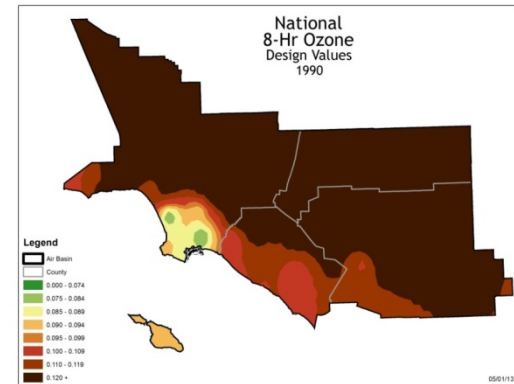 National
8-Hr Ozone
Design Values
1990
Legend
Air Basin
County
0.000 - 0.074
0.075 - 0.084
0.085 - 0.089
0.090 - 0.094
0.095 - 0.099
0.100 - 0.109
0.110 - 0.119
0.120 +
05/01/13